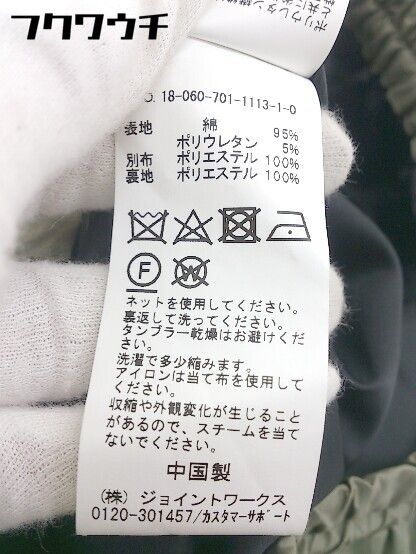 フクワウチ
18-060-701-1113-1-0
表地 綿 95%
ポリウレタン 5%
別布 ポリエステル 100%
裏地 ポリエステル 100%
F
W
ネットを使用してください。
裏返して洗ってください。
タンブラー乾燥はお避けくだ
さい。
洗濯で多少縮みます。
アイロンは当て布を使用して
ください。
収縮や外観変化が生じること
があるので、スチームを当て
ないでください。
中国製
(株) ジョイントワークス
0120-301457/カスタマーサポート